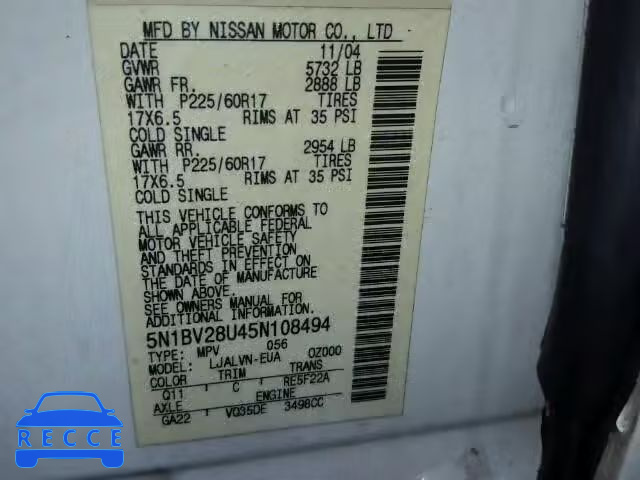 MFD BY NISSAN MOTOR CO., LTD
DATE 11/04
GVWR 5732 LB
GAWR FR. 2888 LB
WITH P225/60R17 TIRES
17X6.5 RIMS AT 35 PSI
COLD SINGLE
GAWR RR. 2954 LB
WITH P225/60R17 TIRES
17X6.5 RIMS AT 35 PSI
COLD SINGLE
THIS VEHICLE CONFORMS TO
ALL APPLICABLE FEDERAL
MOTOR VEHICLE SAFETY
AND THEFT PREVENTION
STANDARDS IN EFFECT ON
THE DATE OF MANUFACTURE
SHOWN ABOVE.
SEE OWNERS MANUAL FOR
ADDITIONAL INFORMATION.
5N1BV28U45N108494
TYPE: MPV 056
MODEL: LJALVN-EUA 0Z000
COLOR TRIM TRANS
Q11 C RE5F22A
AXLE ENGINE
GA22 VQ35DE 3498CC
RECCE